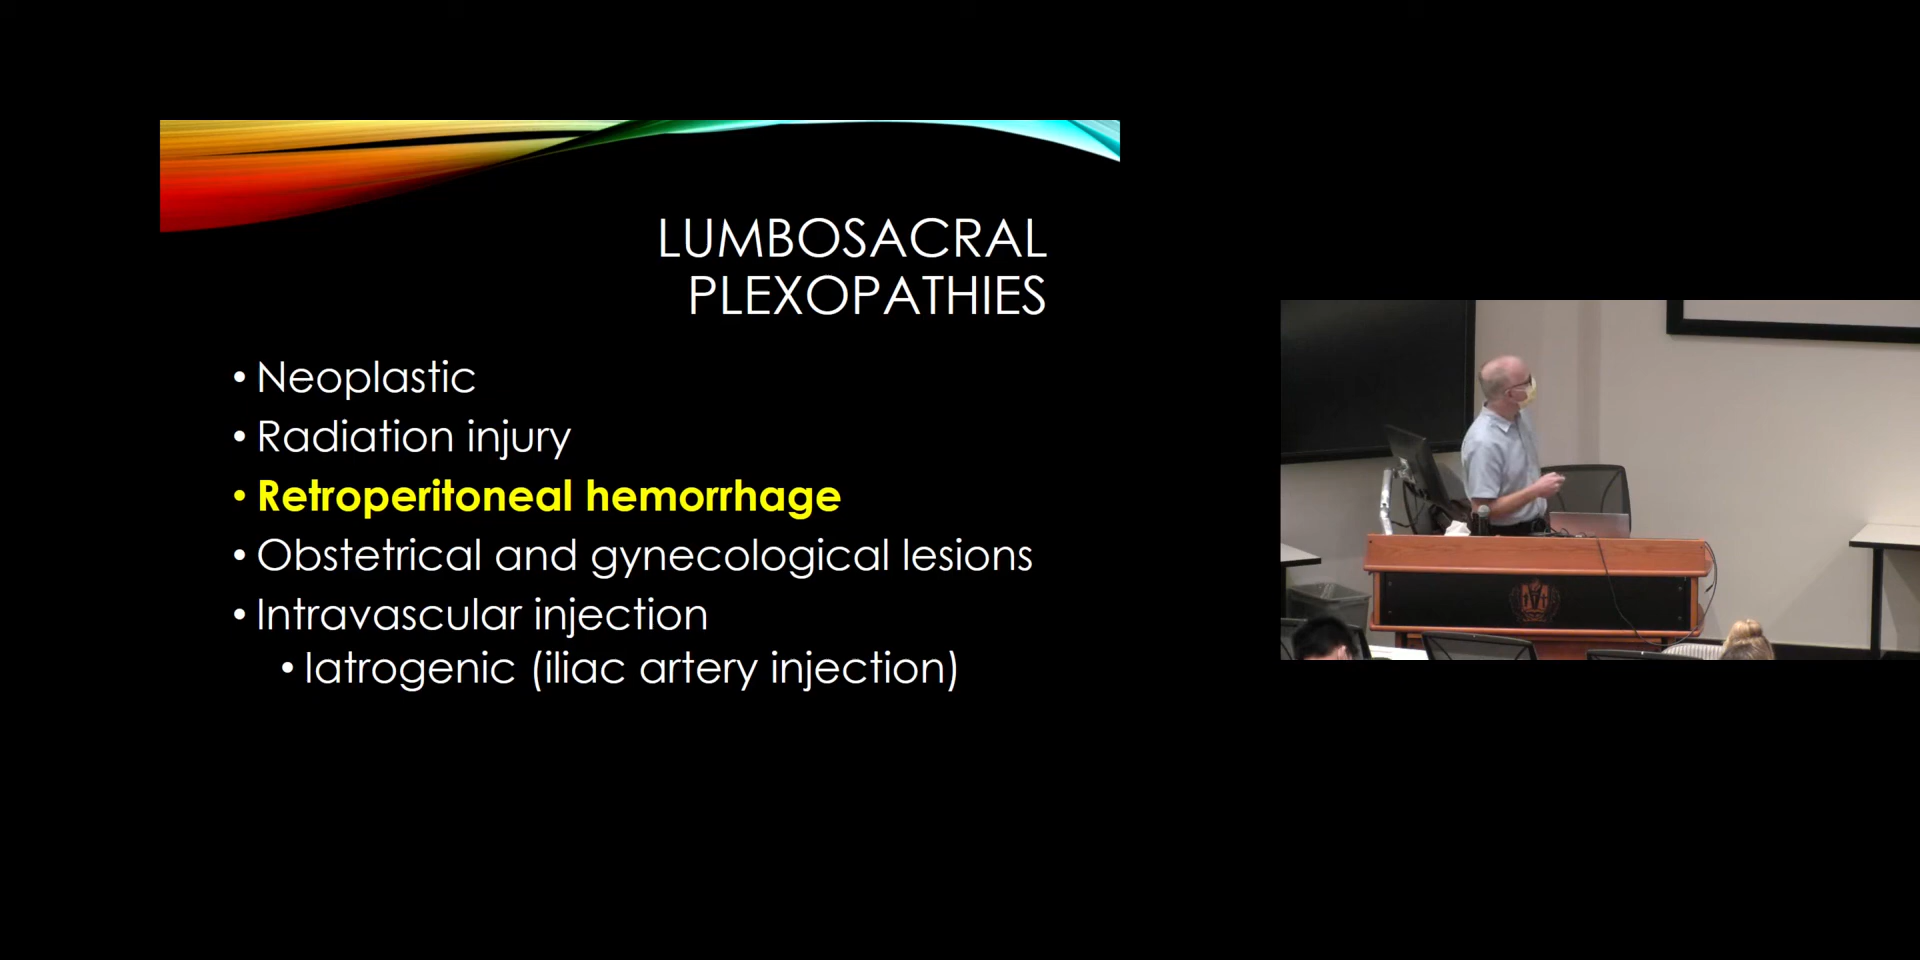 LUMBOSACRAL
PLEXOPATHIES
• Neoplastic
• Radiation injury
• Retroperitoneal hemorrhage
• Obstetrical and gynecological lesions
• Intravascular injection
• Iatrogenic (iliac artery injection)